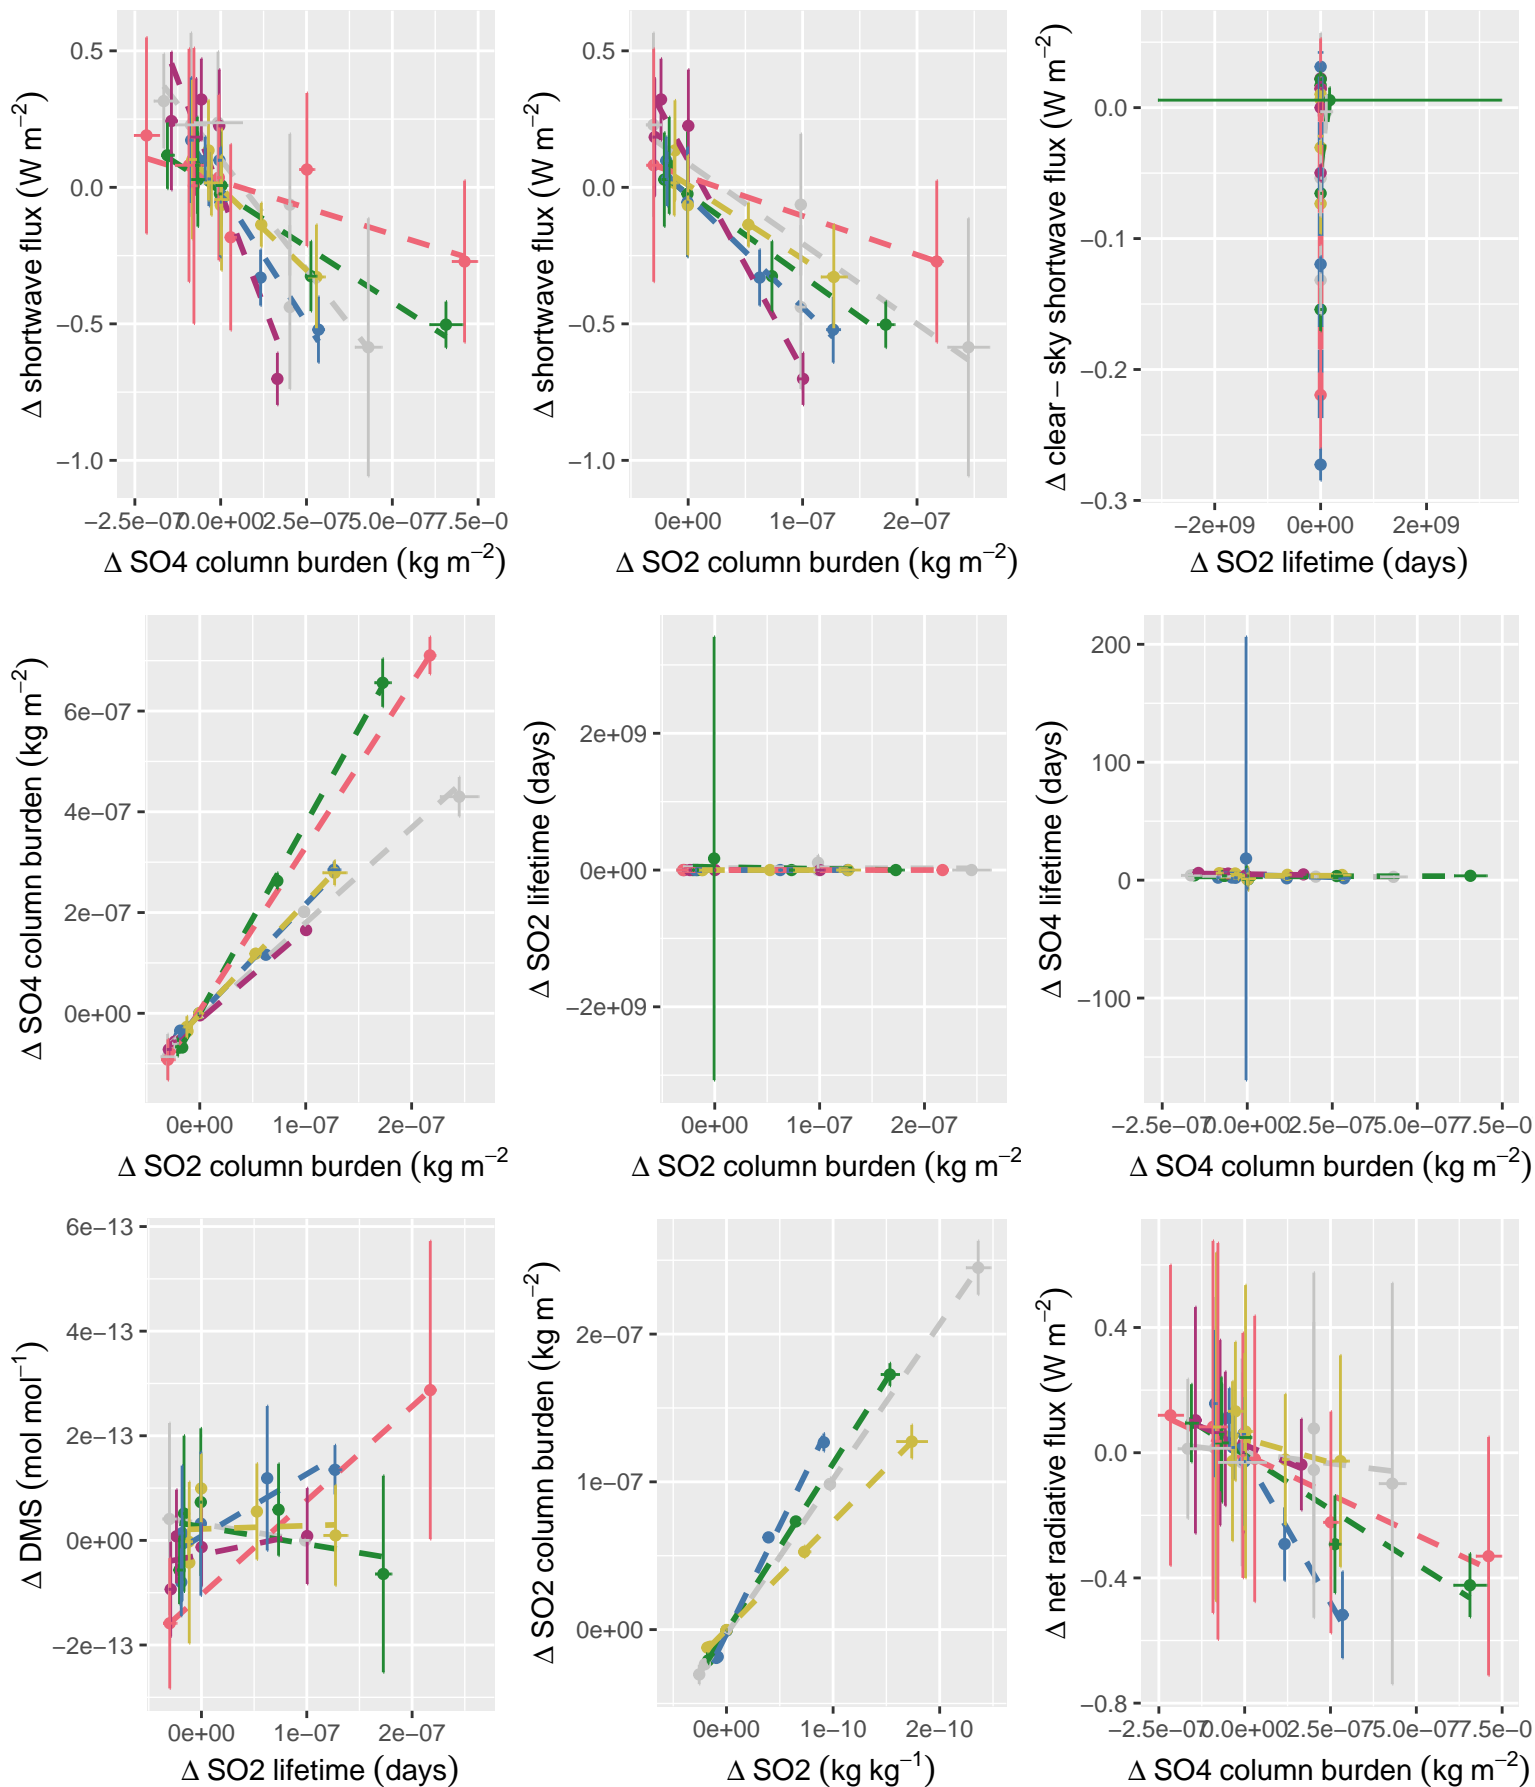 Δ shortwave flux (W m−2)
0.5
0.0
−0.5
−1.0
−2.5e−07 0.0e+00 2.5e−07 5.0e−07 7.5e−0
Δ SO4 column burden (kg m−2)
Δ shortwave flux (W m−2)
0.5
0.0
−0.5
−1.0
0e+00 1e−07 2e−07
Δ SO2 column burden (kg m−2)
Δ clear − sky shortwave flux (W m−2)
0.0
−0.1
−0.2
−0.3
−2e+09 0e+00 2e+09
Δ SO2 lifetime (days)
Δ SO4 column burden (kg m−2)
6e−07
4e−07
2e−07
0e+00
0e+00 1e−07 2e−07
Δ SO2 column burden (kg m−2
Δ SO2 lifetime (days)
2e+09
0e+00
−2e+09
0e+00 1e−07 2e−07
Δ SO2 column burden (kg m−2
Δ SO4 lifetime (days)
200
100
0
−100
−2.5e−07 0.0e+00 2.5e−07 5.0e−07 7.5e−0
Δ SO4 column burden (kg m−2)
Δ DMS (mol mol−1)
6e−13
4e−13
2e−13
0e+00
−2e−13
0e+00 1e−07 2e−07
Δ SO2 lifetime (days)
Δ SO2 column burden (kg m−2)
2e−07
1e−07
0e+00
0e+00 1e−10 2e−10
Δ SO2 (kg kg−1)
Δ net radiative flux (W m−2)
0.4
0.0
−0.4
−0.8
−2.5e−07 0.0e+00 2.5e−07 5.0e−07 7.5e−0
Δ SO4 column burden (kg m−2)